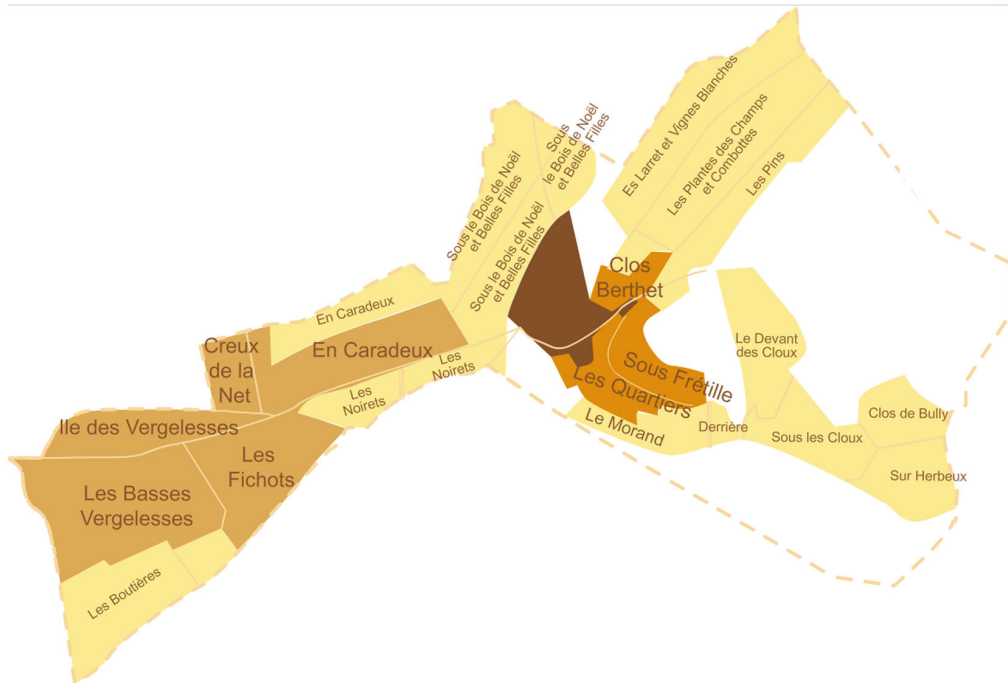 Es Larret et Vignes Blanches
Les Plantes des Champs
et Combottes
Les Pins
Sous
le Bois de Noël
et Belles Filles
Sous le Bois de Noël
et Belles Filles
Sous le Bois de Noël
et Belles Filles
Clos
Berthet
En Caradeux
En Caradeux
Creux
de la
Net
Les
Noirets
Les
Noirets
Le Devant
des Cloux
Sous Frétille
Les Quartiers
Le Morand
Derrière
Sous les Cloux
Clos de Bully
Sur Herbeux
Ile des Vergelesses
Les
Fichots
Les Basses
Vergelesses
Les Boutières